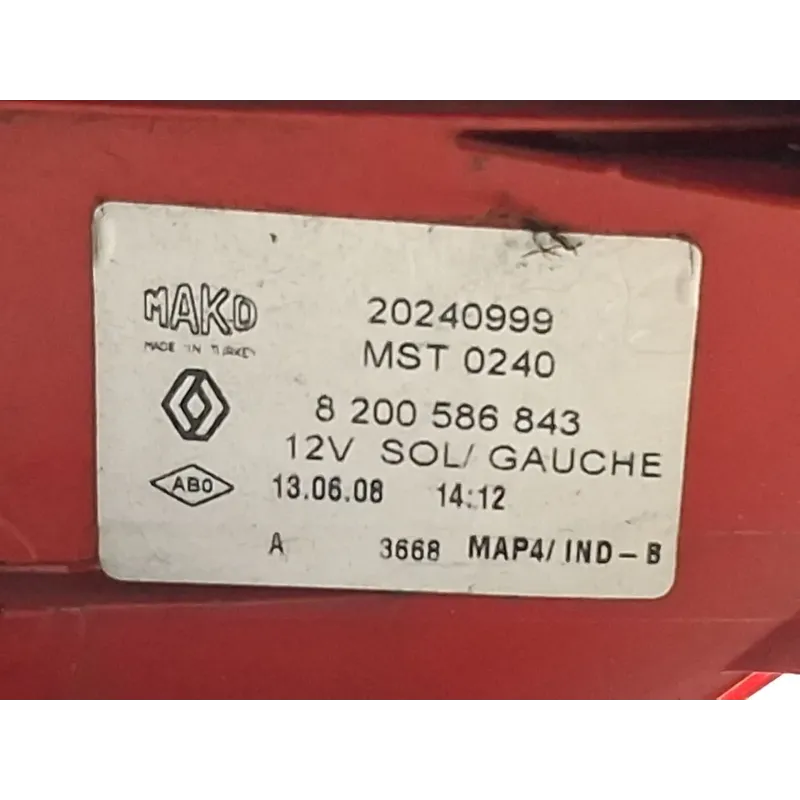 MAKO
MADE IN TURKEY
20240999
MST 0240
8 200 586 843
12V SOL/ GAUCHE
ABO
13.06.08 14:12
A 3668 MAP4/ IND-B